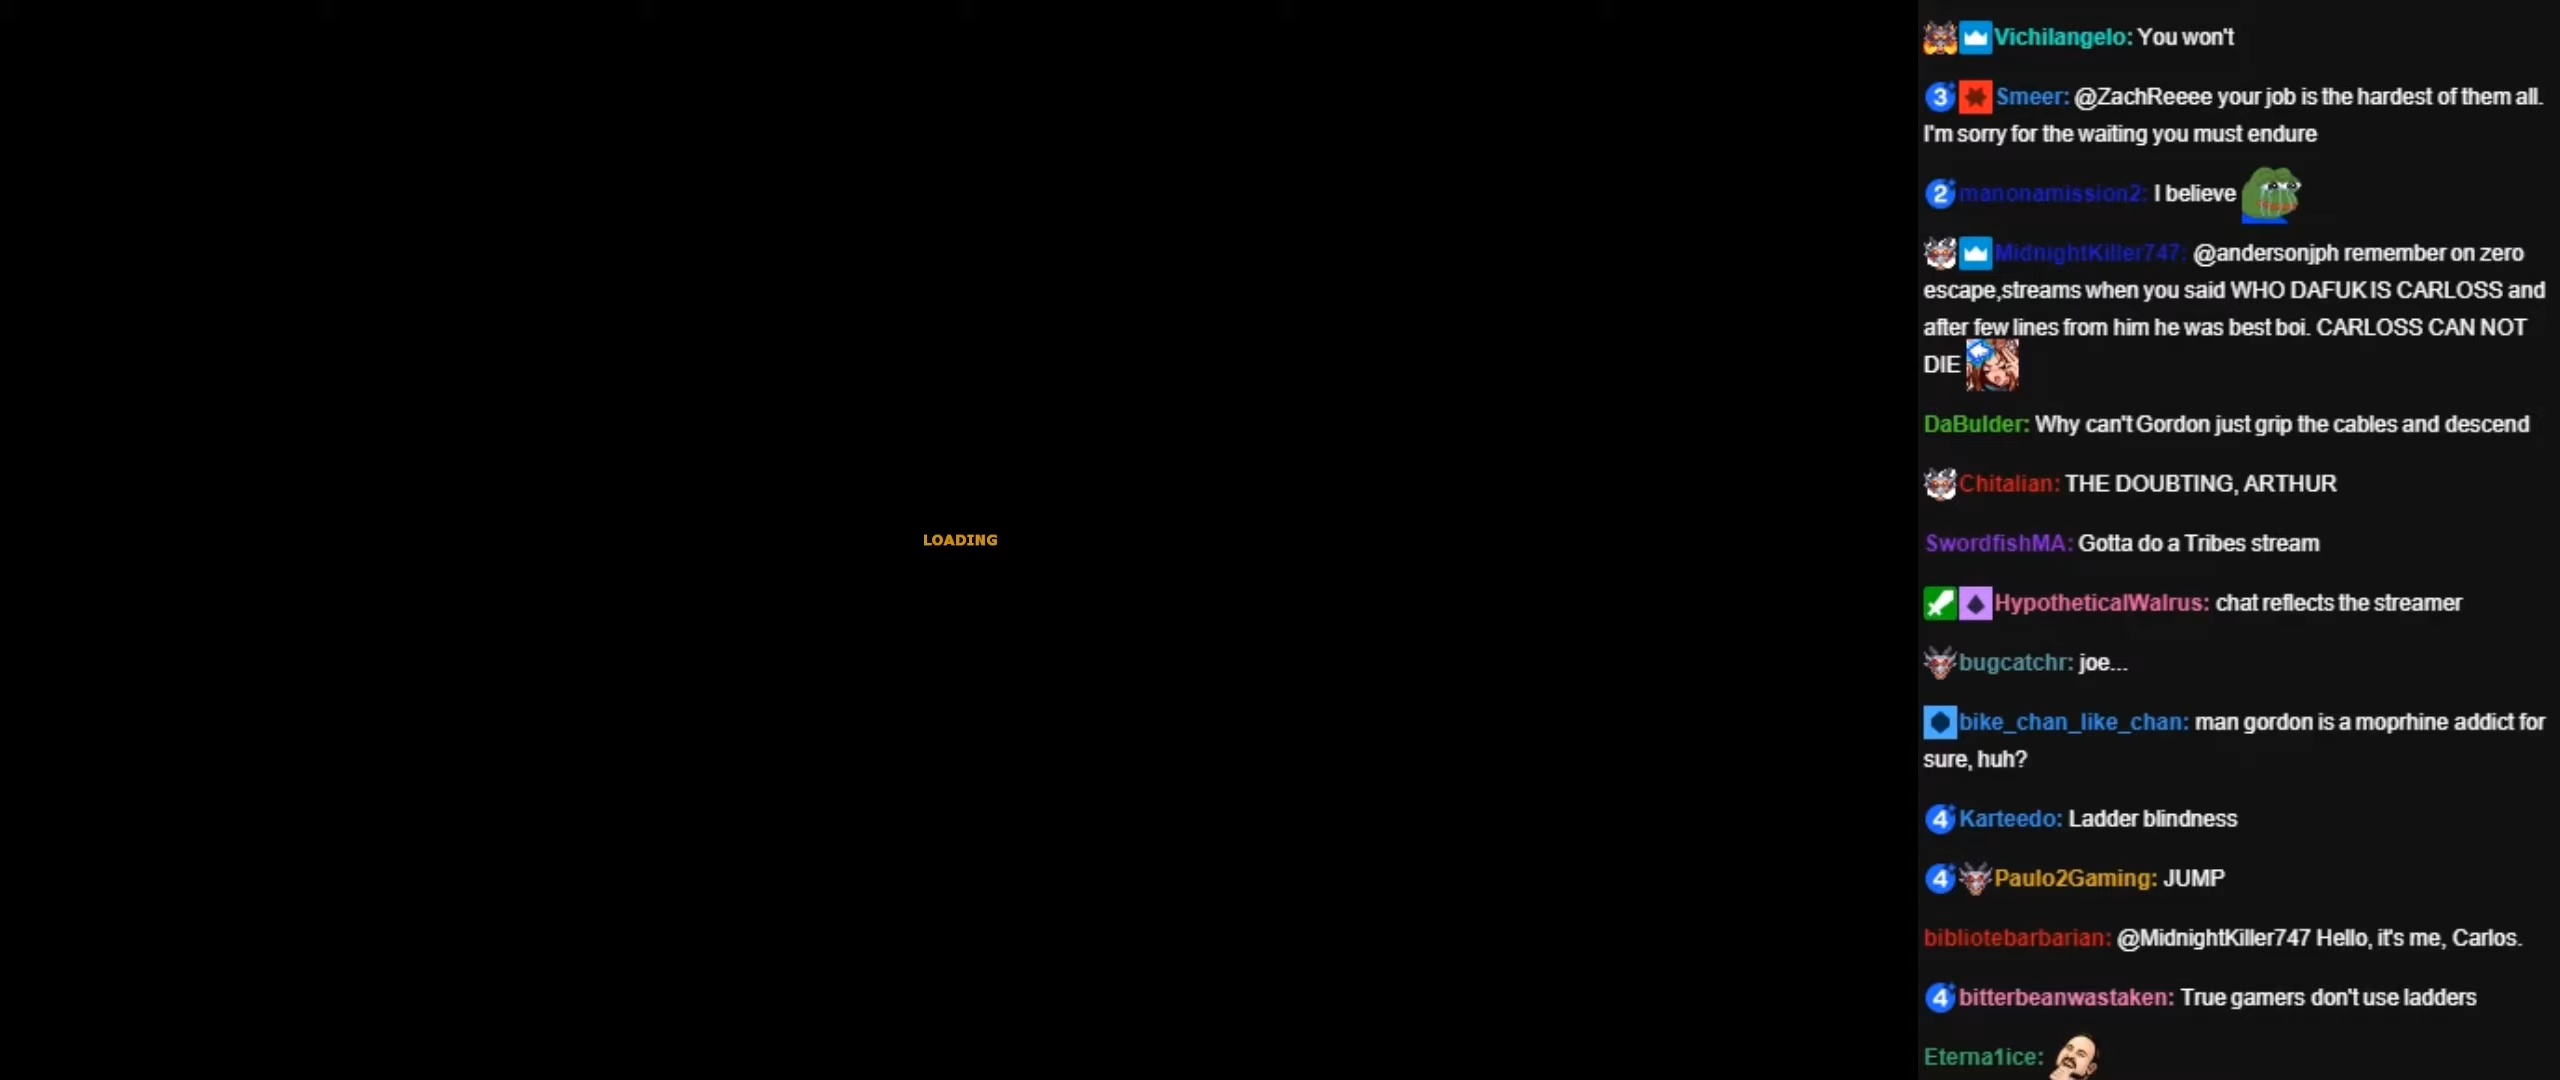 LOADING
Vichilangelo: You won't
3 Smeer: @ZachReeee your job is the hardest of them all.
I'm sorry for the waiting you must endure
2 manonamission2: I believe
MidnightKiller747: @andersonjph remember on zero
escape,streams when you said WHO DAFUK IS CARLOSS and
after few lines from him he was best boi. CARLOSS CAN NOT
DIE
DaBulder: Why can't Gordon just grip the cables and descend
Chitalian: THE DOUBTING, ARTHUR
SwordfishMA: Gotta do a Tribes stream
HypotheticalWalrus: chat reflects the streamer
bugcatchr: joe...
bike_chan_like_chan: man gordon is a moprhine addict for
sure, huh?
4 Karteedo: Ladder blindness
4 Paulo2Gaming: JUMP
bibliotebarbarian: @MidnightKiller747 Hello, it's me, Carlos.
4 bitterbeanwastaken: True gamers don't use ladders
Eterna1ice: